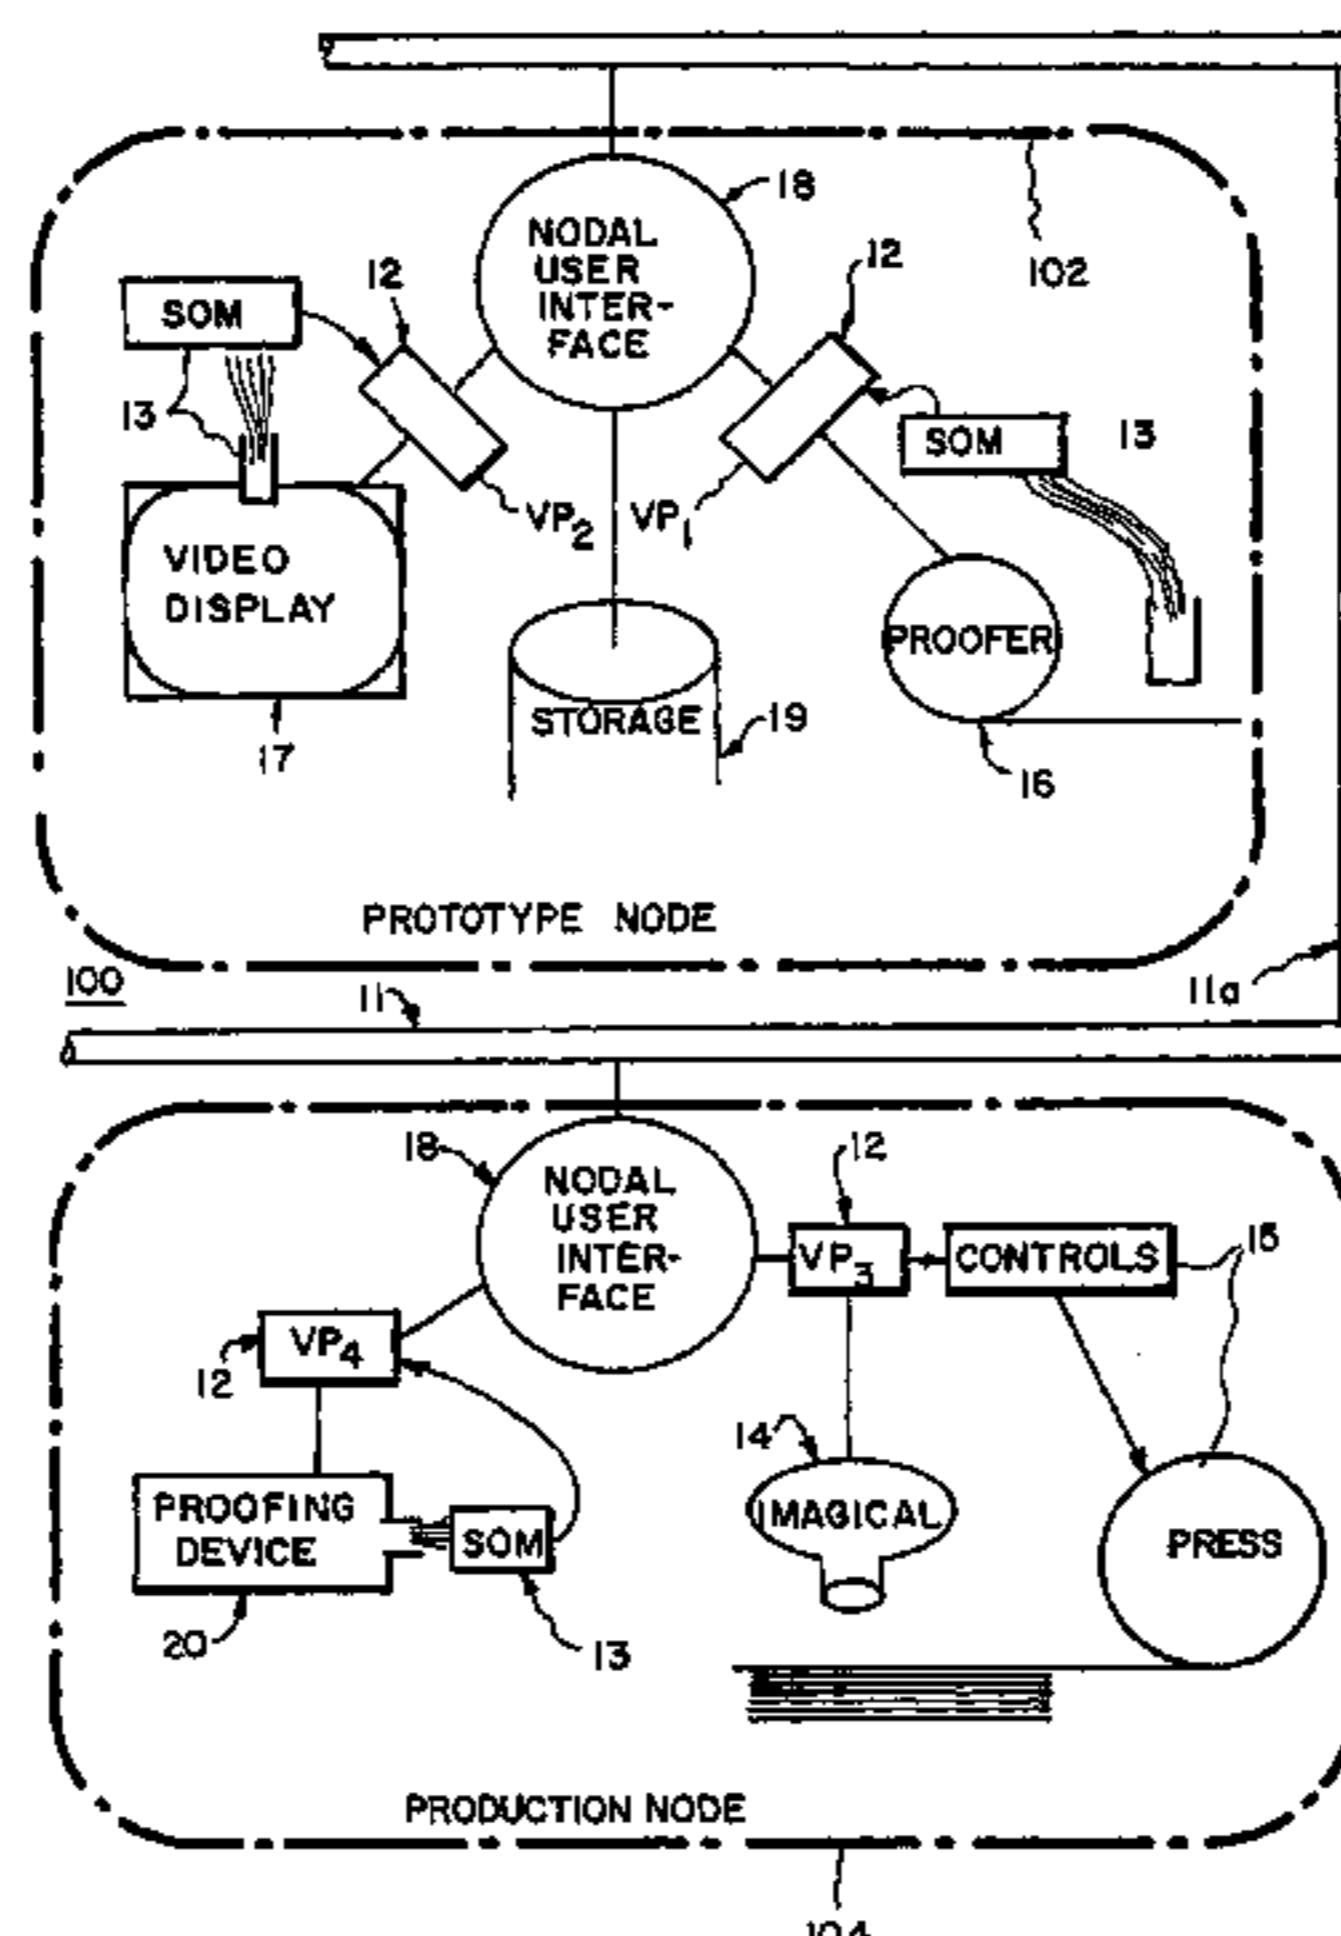 18
NODAL
USER
INTER-
FACE
12
12
102
SOM
13
SOM
13
VP2
VP1
VIDEO
DISPLAY
PROOFER
STORAGE
19
17
16
PROTOTYPE NODE
100
11
11a
18
12
NODAL
USER
INTER-
FACE
VP3
CONTROLS
15
VP4
12
14
PROOFING
DEVICE
SOM
IMAGICAL
PRESS
20
13
PRODUCTION NODE
104